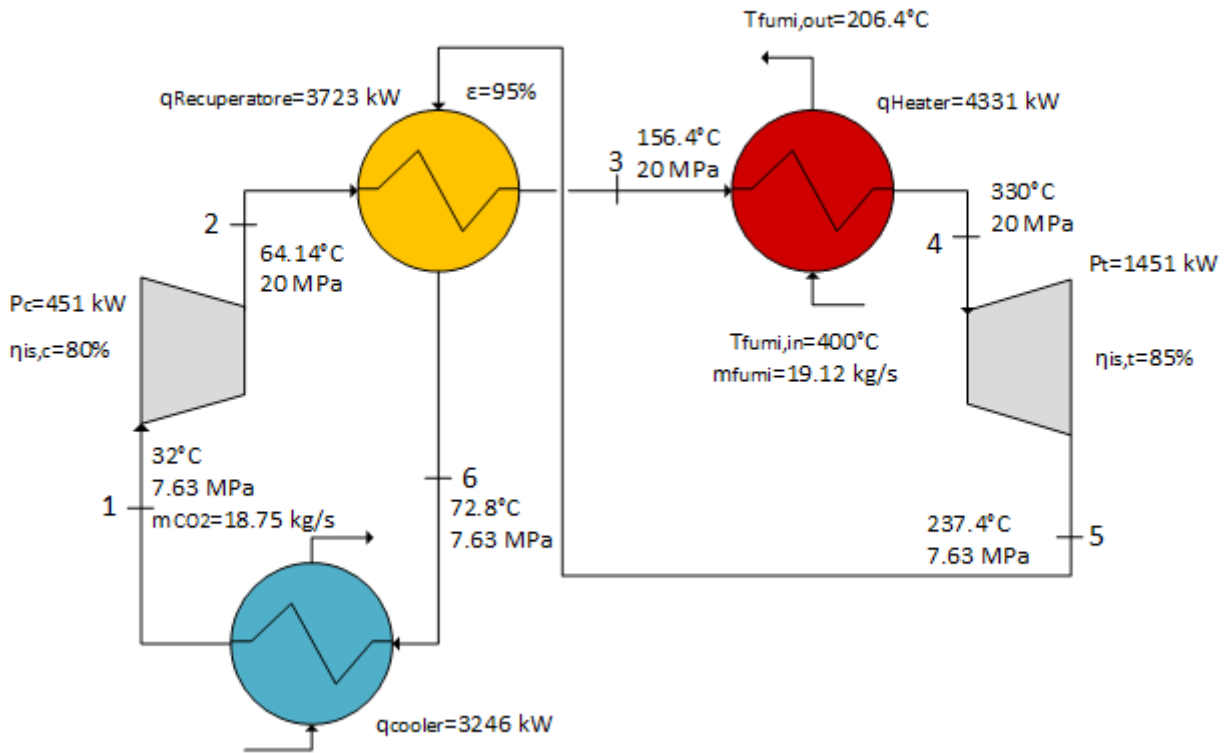 Tfumi,out=206.4°C
qRecuperatore=3723 kW
ε=95%
qHeater=4331 kW
156.4°C
3
20 MPa
330°C
20 MPa
4
2
64.14°C
20 MPa
Pc=451 kW
ηis,c=80%
Pt=1451 kW
ηis,t=85%
Tfumi,in=400°C
mfumi=19.12 kg/s
32°C
7.63 MPa
1
mCO2=18.75 kg/s
6
72.8°C
7.63 MPa
237.4°C
7.63 MPa
5
qcooler=3246 kW